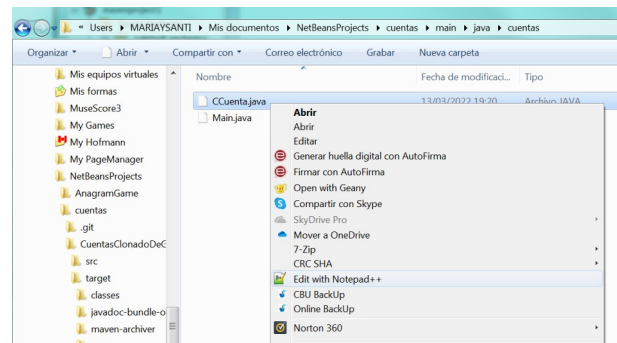 « Users ▸ MARIAYSANTI ▸ Mis documentos ▸ NetBeansProjects ▸ cuentas ▸ main ▸ java ▸ cuentas
Organizar Abrir Compartir con Correo electrónico Grabar Nueva carpeta
Mis equipos virtuales
Mis formas
MuseScore3
My Games
My Hofmann
My PageManager
NetBeansProjects
AnagramGame
cuentas
.git
CuentasClonadoDeG
src
target
classes
javadoc-bundle-o
maven-archiver
Nombre Fecha de modificaci... Tipo
CCuenta.java 13/03/2022 19:20 Archivo JAVA
Main.java
Abrir
Abrir
Editar
Generar huella digital con AutoFirma
Firmar con AutoFirma
Open with Geany
Compartir con Skype
SkyDrive Pro
Mover a OneDrive
7-Zip
CRC SHA
Edit with Notepad++
CBU BackUp
Online BackUp
Norton 360